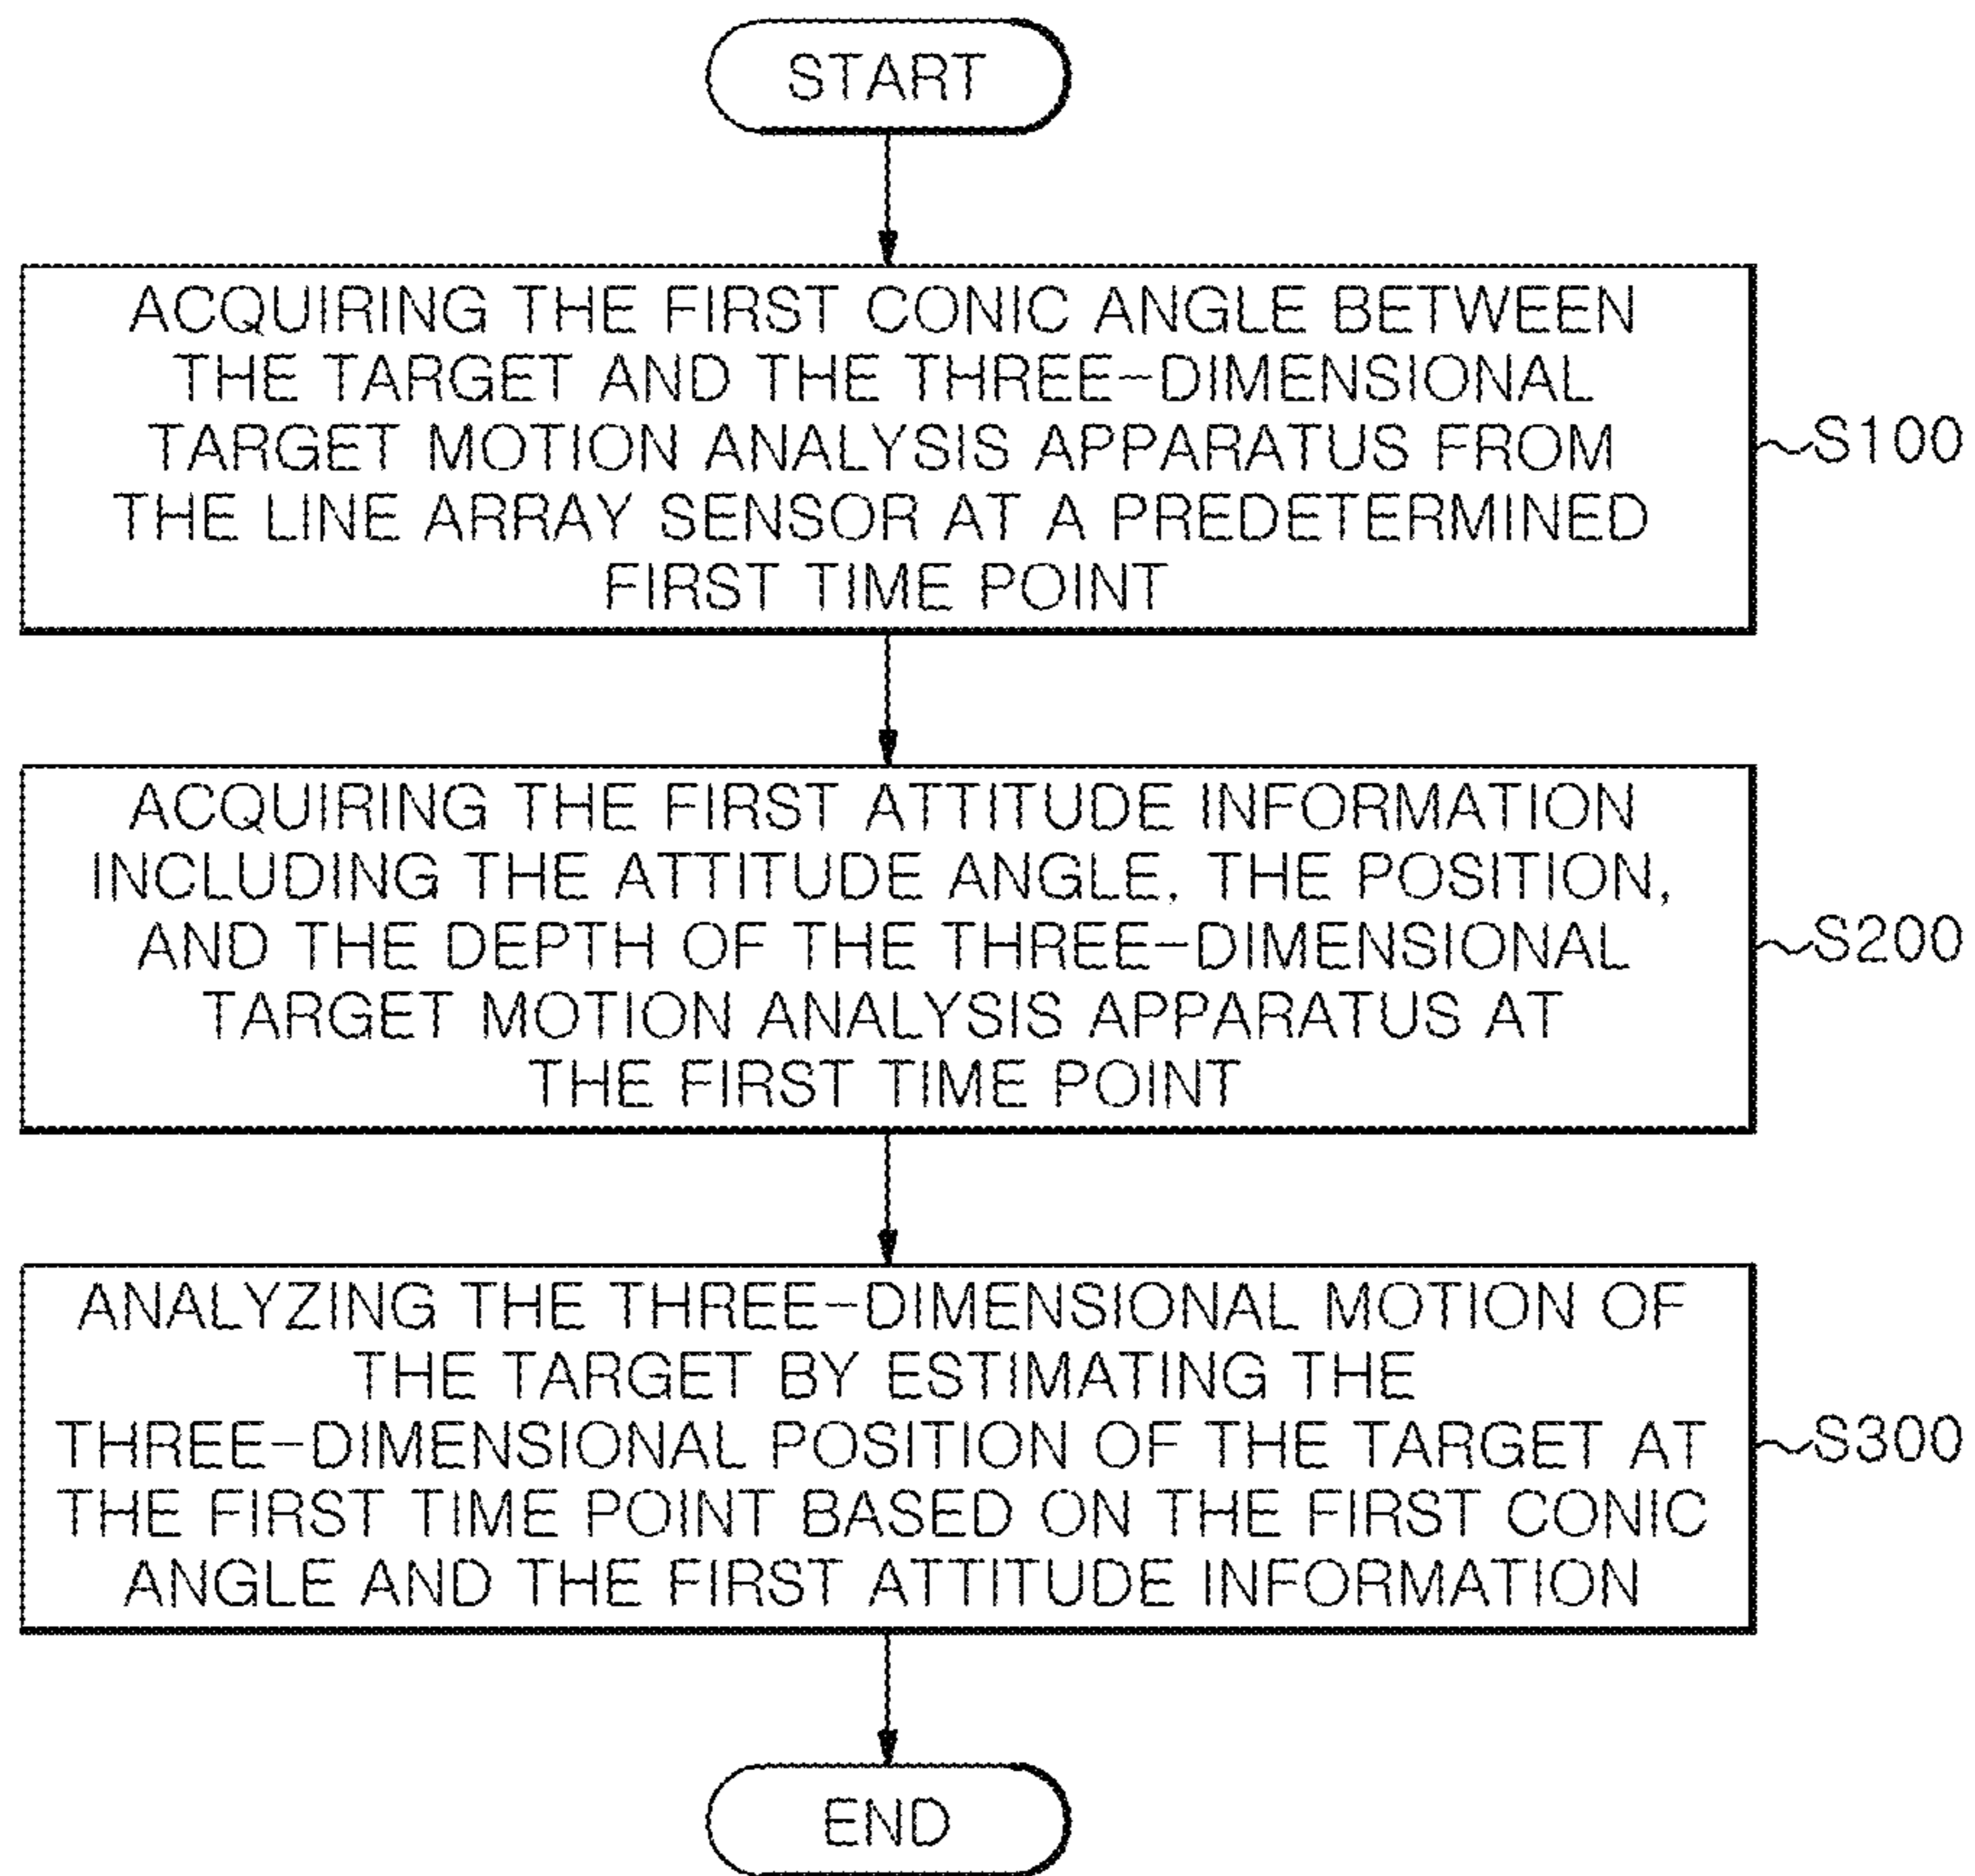 START
ACQUIRING THE FIRST CONIC ANGLE BETWEEN
THE TARGET AND THE THREE-DIMENSIONAL
TARGET MOTION ANALYSIS APPARATUS FROM
THE LINE ARRAY SENSOR AT A PREDETERMINED
FIRST TIME POINT
S100
ACQUIRING THE FIRST ATTITUDE INFORMATION
INCLUDING THE ATTITUDE ANGLE, THE POSITION,
AND THE DEPTH OF THE THREE-DIMENSIONAL
TARGET MOTION ANALYSIS APPARATUS AT
THE FIRST TIME POINT
S200
ANALYZING THE THREE-DIMENSIONAL MOTION OF
THE TARGET BY ESTIMATING THE
THREE-DIMENSIONAL POSITION OF THE TARGET AT
THE FIRST TIME POINT BASED ON THE FIRST CONIC
ANGLE AND THE FIRST ATTITUDE INFORMATION
S300
END